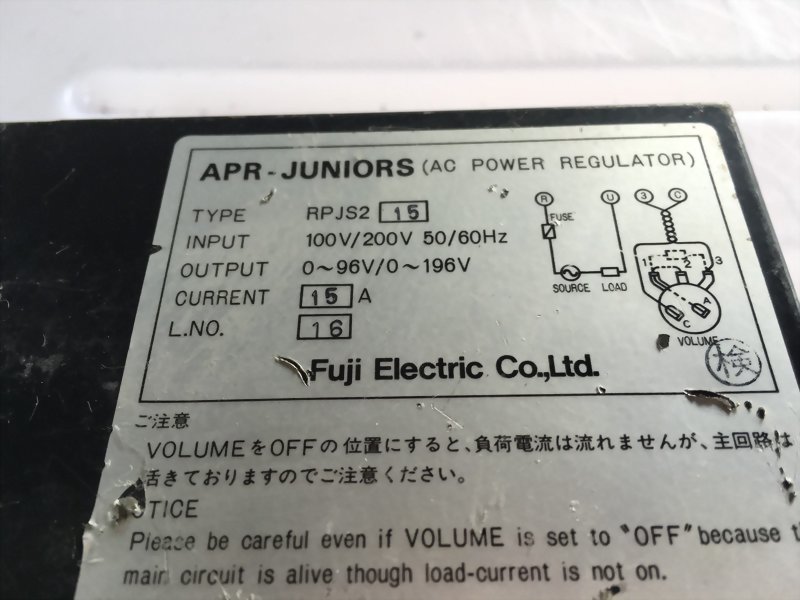 APR-JUNIORS (AC POWER REGULATOR)
TYPE RPJS2 15
INPUT 100V/200V 50/60Hz
OUTPUT 0～96V/0～196V
CURRENT 15 A
L.NO. 16
R U 3 C
FUSE
SOURCE LOAD
1 2 3
A
C
VOLUME
検
Fuji Electric Co.,Ltd.
ご注意
VOLUMEをOFFの位置にすると、負荷電流は流れませんが、主回路は
活きておりますのでご注意ください。
OTICE
Please be careful even if VOLUME is set to "OFF" because
main circuit is alive though load-current is not on.